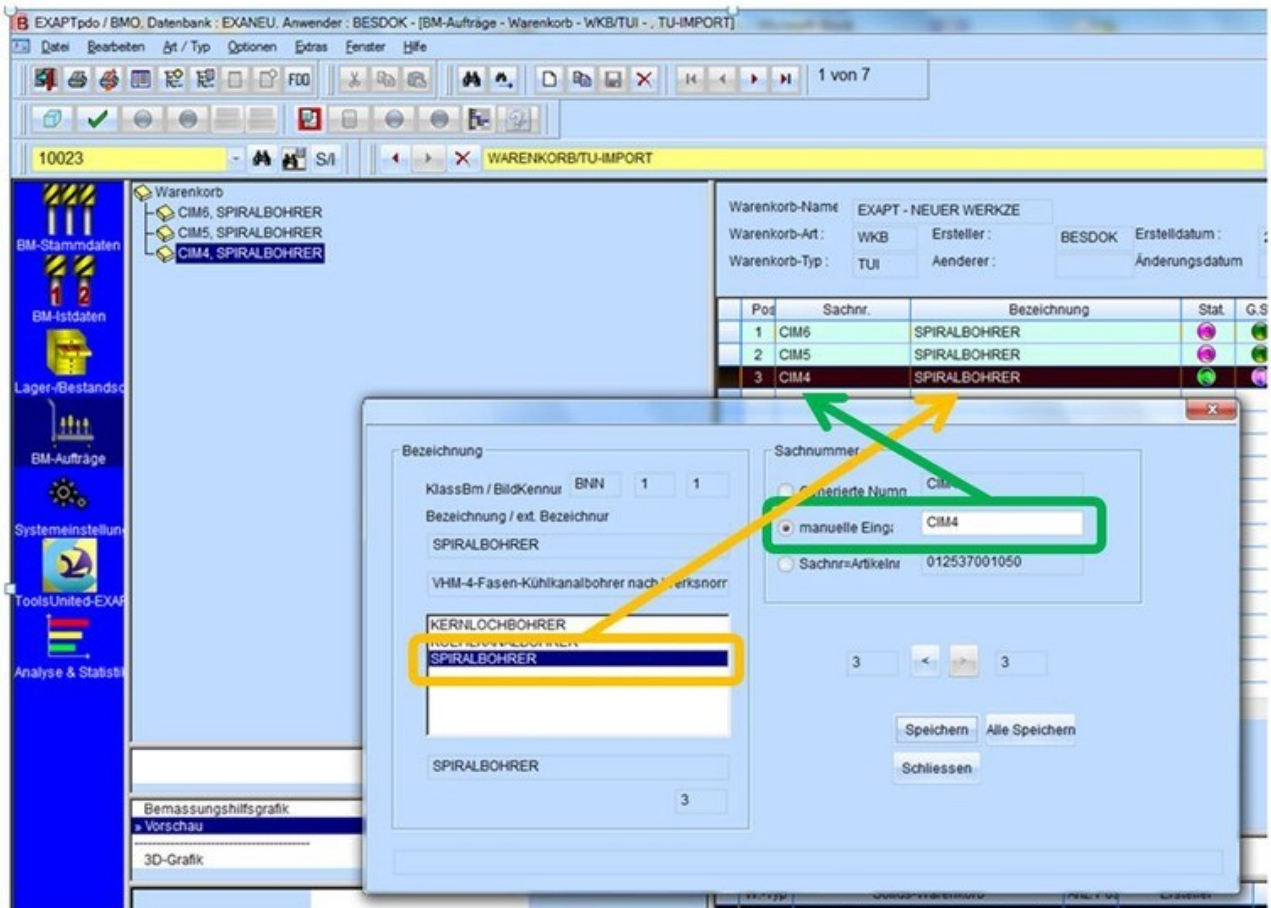 EXAPTpdo / BMO, Datenbank : EXANEU, Anwender : BESDOK - [BM-Aufträge - Warenkorb - WKB/TUI - , TU-IMPORT]
Datei Bearbeiten Art / Typ Optionen Extras Fenster Hilfe
FDO 1 von 7
10023 S/I WARENKORB/TU-IMPORT
BM-Stammdaten
BM-Istdaten
Lager-/Bestandsc
BM-Aufträge
Systemeinstellun
ToolsUnited-EXAP
Analyse & Statistil
Warenkorb
CIM6, SPIRALBOHRER
CIM5, SPIRALBOHRER
CIM4, SPIRALBOHRER
Warenkorb-Name EXAPT - NEUER WERKZE
Warenkorb-Art : WKB Ersteller : BESDOK Erstelldatum :
Warenkorb-Typ : TUI Aenderer : Änderungsdatum
Pos Sachnr. Bezeichnung Stat. G.S
1 CIM6 SPIRALBOHRER
2 CIM5 SPIRALBOHRER
3 CIM4 SPIRALBOHRER
Bezeichnung
KlassBm / BildKennur BNN 1 1
Bezeichnung / ext. Bezeichnur
SPIRALBOHRER
VHM-4-Fasen-Kühlkanalbohrer nach Werksnorr
KERNLOCHBOHRER
KUEHLKANALBOHRER
SPIRALBOHRER
SPIRALBOHRER
3
Sachnummer
Generierte Numn
manuelle Einga CIM4
Sachnr=Artikelnr 012537001050
3 < > 3
Speichern Alle Speichern
Schliessen
Bemassungshilfsgrafik
» Vorschau
3D-Grafik